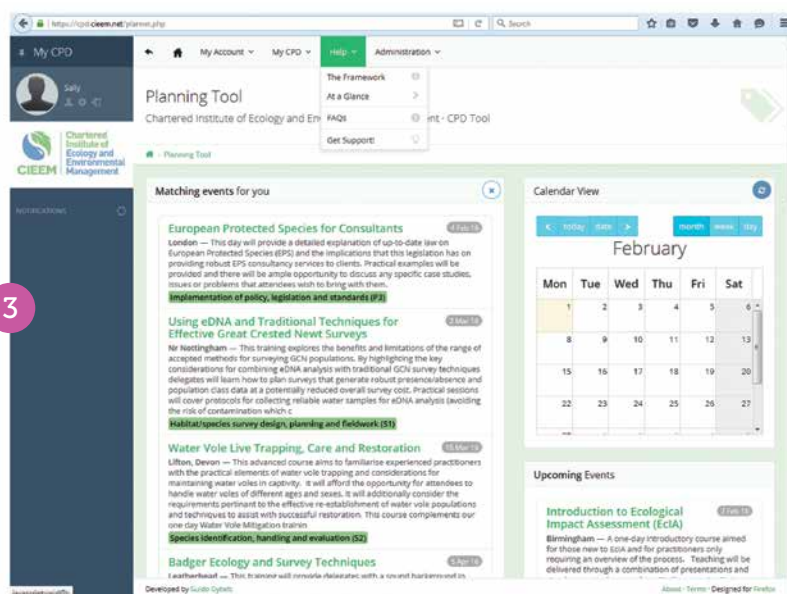 https://cpd.cieem.net/planner.php
Search
My CPD
My Account
My CPD
Help
Administration
Sally
The Framework
At a Glance
FAQs
Get Support!
Planning Tool
Chartered Institute of Ecology and En ent · CPD Tool
Planning Tool
CIEEM
Chartered
Institute of
Ecology and
Environmental
Management
NOTIFICATIONS
3
Matching events for you
European Protected Species for Consultants
4 Feb 16
London — This day will provide a detailed explanation of up-to-date law on
European Protected Species (EPS) and the implications that this legislation has on
providing robust EPS consultancy services to clients. Practical examples will be
provided and there will be ample opportunity to discuss any specific case studies,
issues or problems that attendees wish to bring with them.
Implementation of policy, legislation and standards (P3)
Using eDNA and Traditional Techniques for
Effective Great Crested Newt Surveys
Mar 16
Nr Nottingham — This training explores the benefits and limitations of the range of
accepted methods for surveying GCN populations. By highlighting the key
considerations for combining eDNA analysis with traditional GCN survey techniques
delegates will learn how to plan surveys that generate robust presence/absence and
population class data at a potentially reduced overall survey cost. Practical sessions
will cover protocols for collecting reliable water samples for eDNA analysis (avoiding
the risk of contamination which c
Habitat/species survey design, planning and fieldwork (S1)
Water Vole Live Trapping, Care and Restoration
15 Mar 16
Lifton, Devon — This advanced course aims to familiarise experienced practitioners
with the practical elements of water vole trapping and considerations for
maintaining water voles in captivity. It will afford the opportunity for attendees to
handle water voles of different ages and sexes. It will additionally consider the
requirements pertinent to the effective re-establishment of water vole populations
and techniques to assist with successful restoration. This course complements our
one day Water Vole Mitigation trainin
Species identification, handling and evaluation (S2)
Badger Ecology and Survey Techniques
5 Apr 16
Leatherhead — This training will provide delegates with a sound background in
Calendar View
today
date
month
week
day
February
Mon Tue Wed Thu Fri Sat
1 2 3 4 5 6
8 9 10 11 12 13
15 16 17 18 19 20
22 23 24 25 26 27
Upcoming Events
Introduction to Ecological
Impact Assessment (EcIA)
Feb 16
Birmingham — A one-day introductory course aimed
for those new to EcIA and for practitioners only
requiring an overview of the process. Teaching will be
delivered through a combination of presentations and
Developed by Guido Gybels
About · Terms · Designed for Firefox